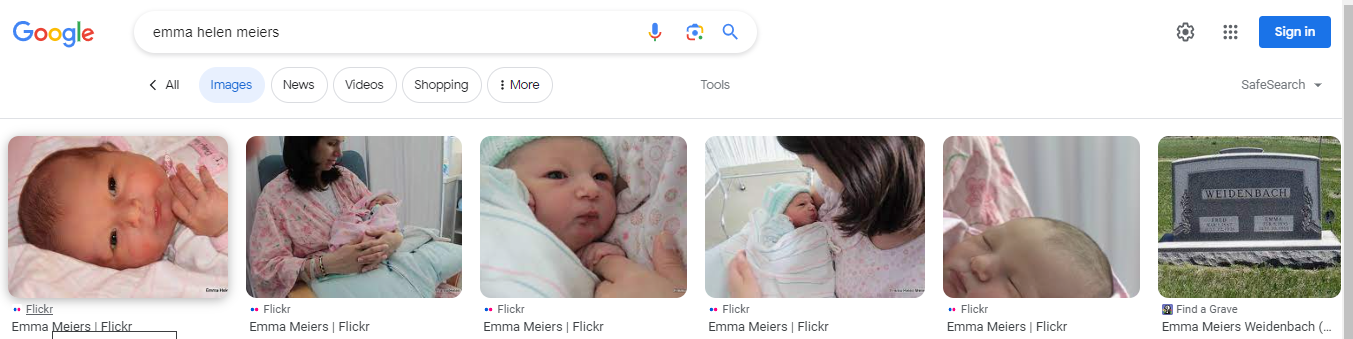 Google
emma helen meiers
Sign in
All
Images
News
Videos
Shopping
More
Tools
SafeSearch
WEIDENBACH
FRED
EMMA
Flickr
Emma Meiers | Flickr
Flickr
Emma Meiers | Flickr
Flickr
Emma Meiers | Flickr
Flickr
Emma Meiers | Flickr
Flickr
Emma Meiers | Flickr
Find a Grave
Emma Meiers Weidenbach (...